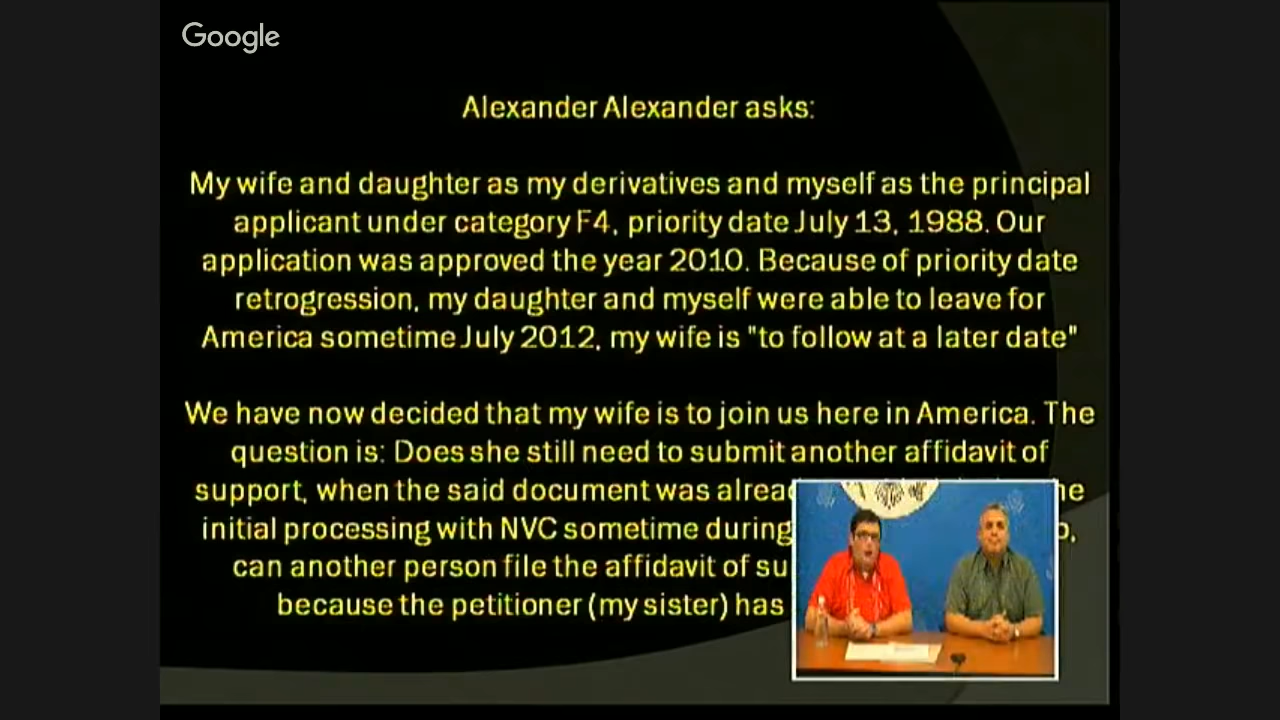 Google
Alexander Alexander asks:
My wife and daughter as my derivatives and myself as the principal
applicant under category F4, priority date July 13, 1988. Our
application was approved the year 2010. Because of priority date
retrogression, my daughter and myself were able to leave for
America sometime July 2012, my wife is "to follow at a later date"
We have now decided that my wife is to join us here in America. The
question is: Does she still need to submit another affidavit of
support, when the said document was
initial processing with NVC sometime during
can another person file the affidavit of
because the petitioner (my sister) has